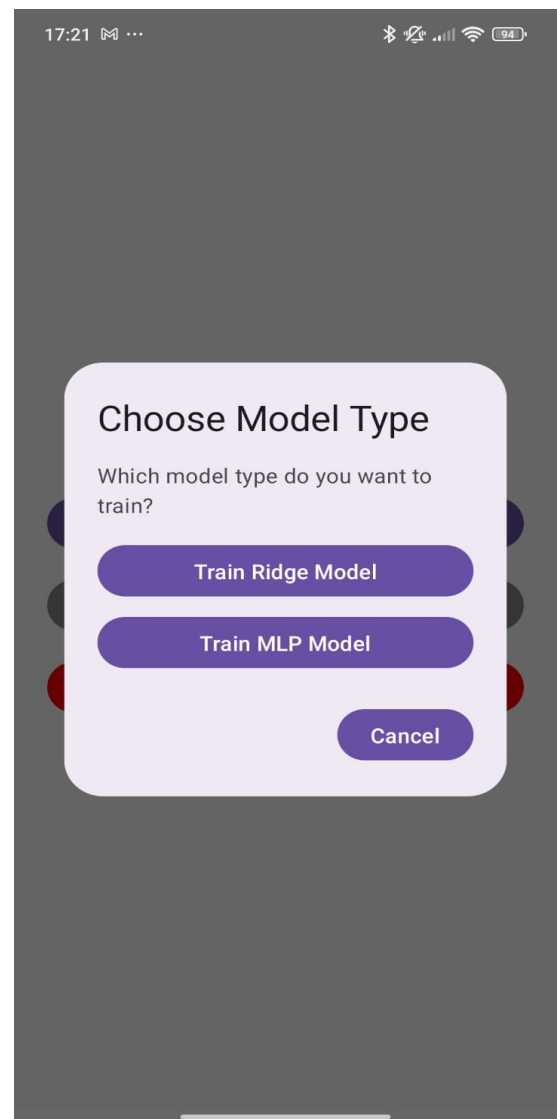 17:21 ...
94
Choose Model Type
Which model type do you want to
train?
Train Ridge Model
Train MLP Model
Cancel